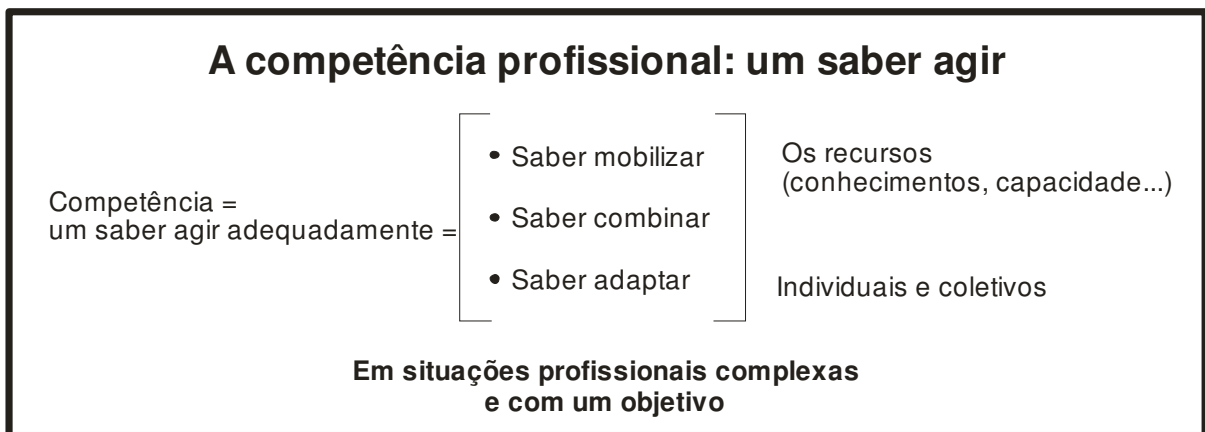 A competência profissional: um saber agir
Competência =
um saber agir adequadamente =
• Saber mobilizar
• Saber combinar
• Saber adaptar
Os recursos
(conhecimentos, capacidade...)
Individuais e coletivos
Em situações profissionais complexas
e com um objetivo